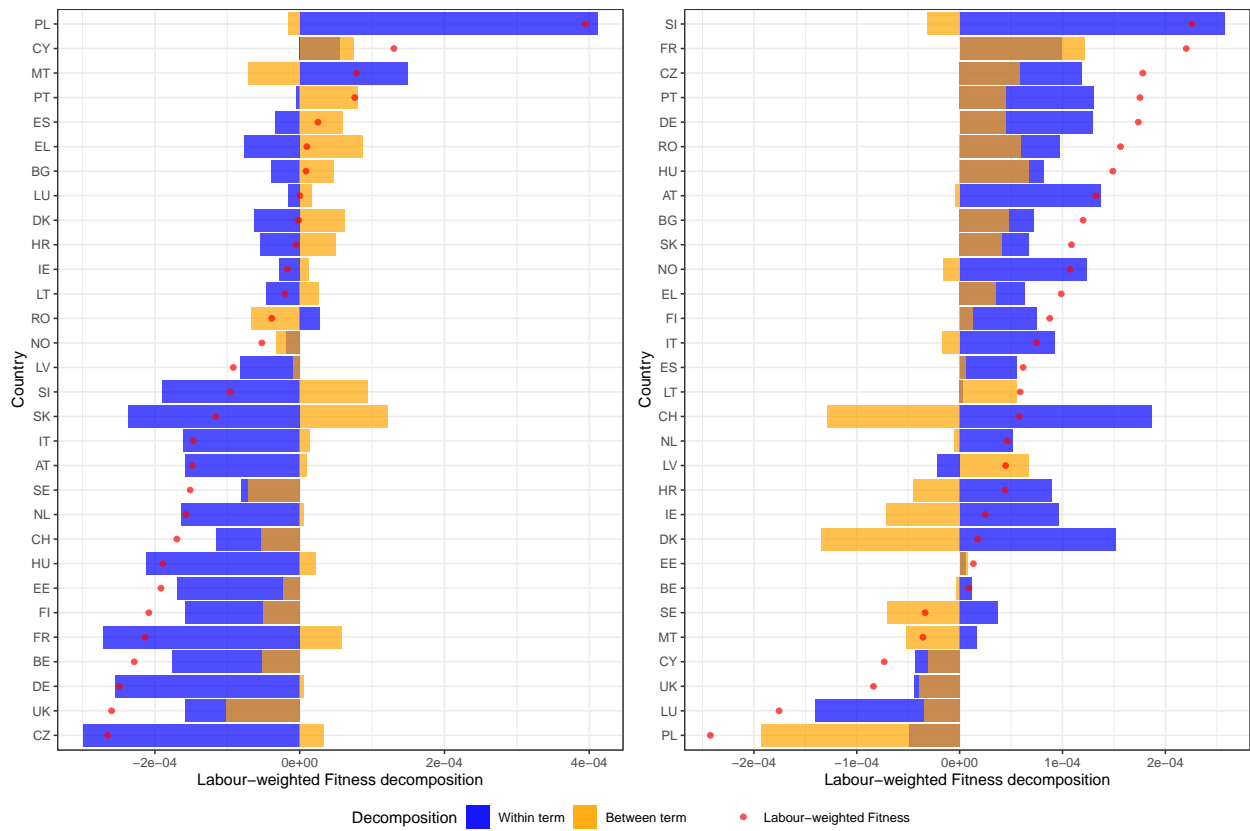 PL
CY
MT
PT
ES
EL
BG
LU
DK
HR
IE
LT
RO
NO
LV
SI
SK
IT
AT
SE
NL
CH
HU
EE
FI
FR
BE
DE
UK
CZ
Country
−2e−04 0e+00 2e−04 4e−04
Labour−weighted Fitness decomposition
SI
FR
CZ
PT
DE
RO
HU
AT
BG
SK
NO
EL
FI
IT
ES
LT
CH
NL
LV
HR
IE
DK
EE
BE
SE
MT
CY
UK
LU
PL
Country
−2e−04 −1e−04 0e+00 1e−04 2e−04
Labour−weighted Fitness decomposition
Decomposition Within term Between term Labour−weighted Fitness